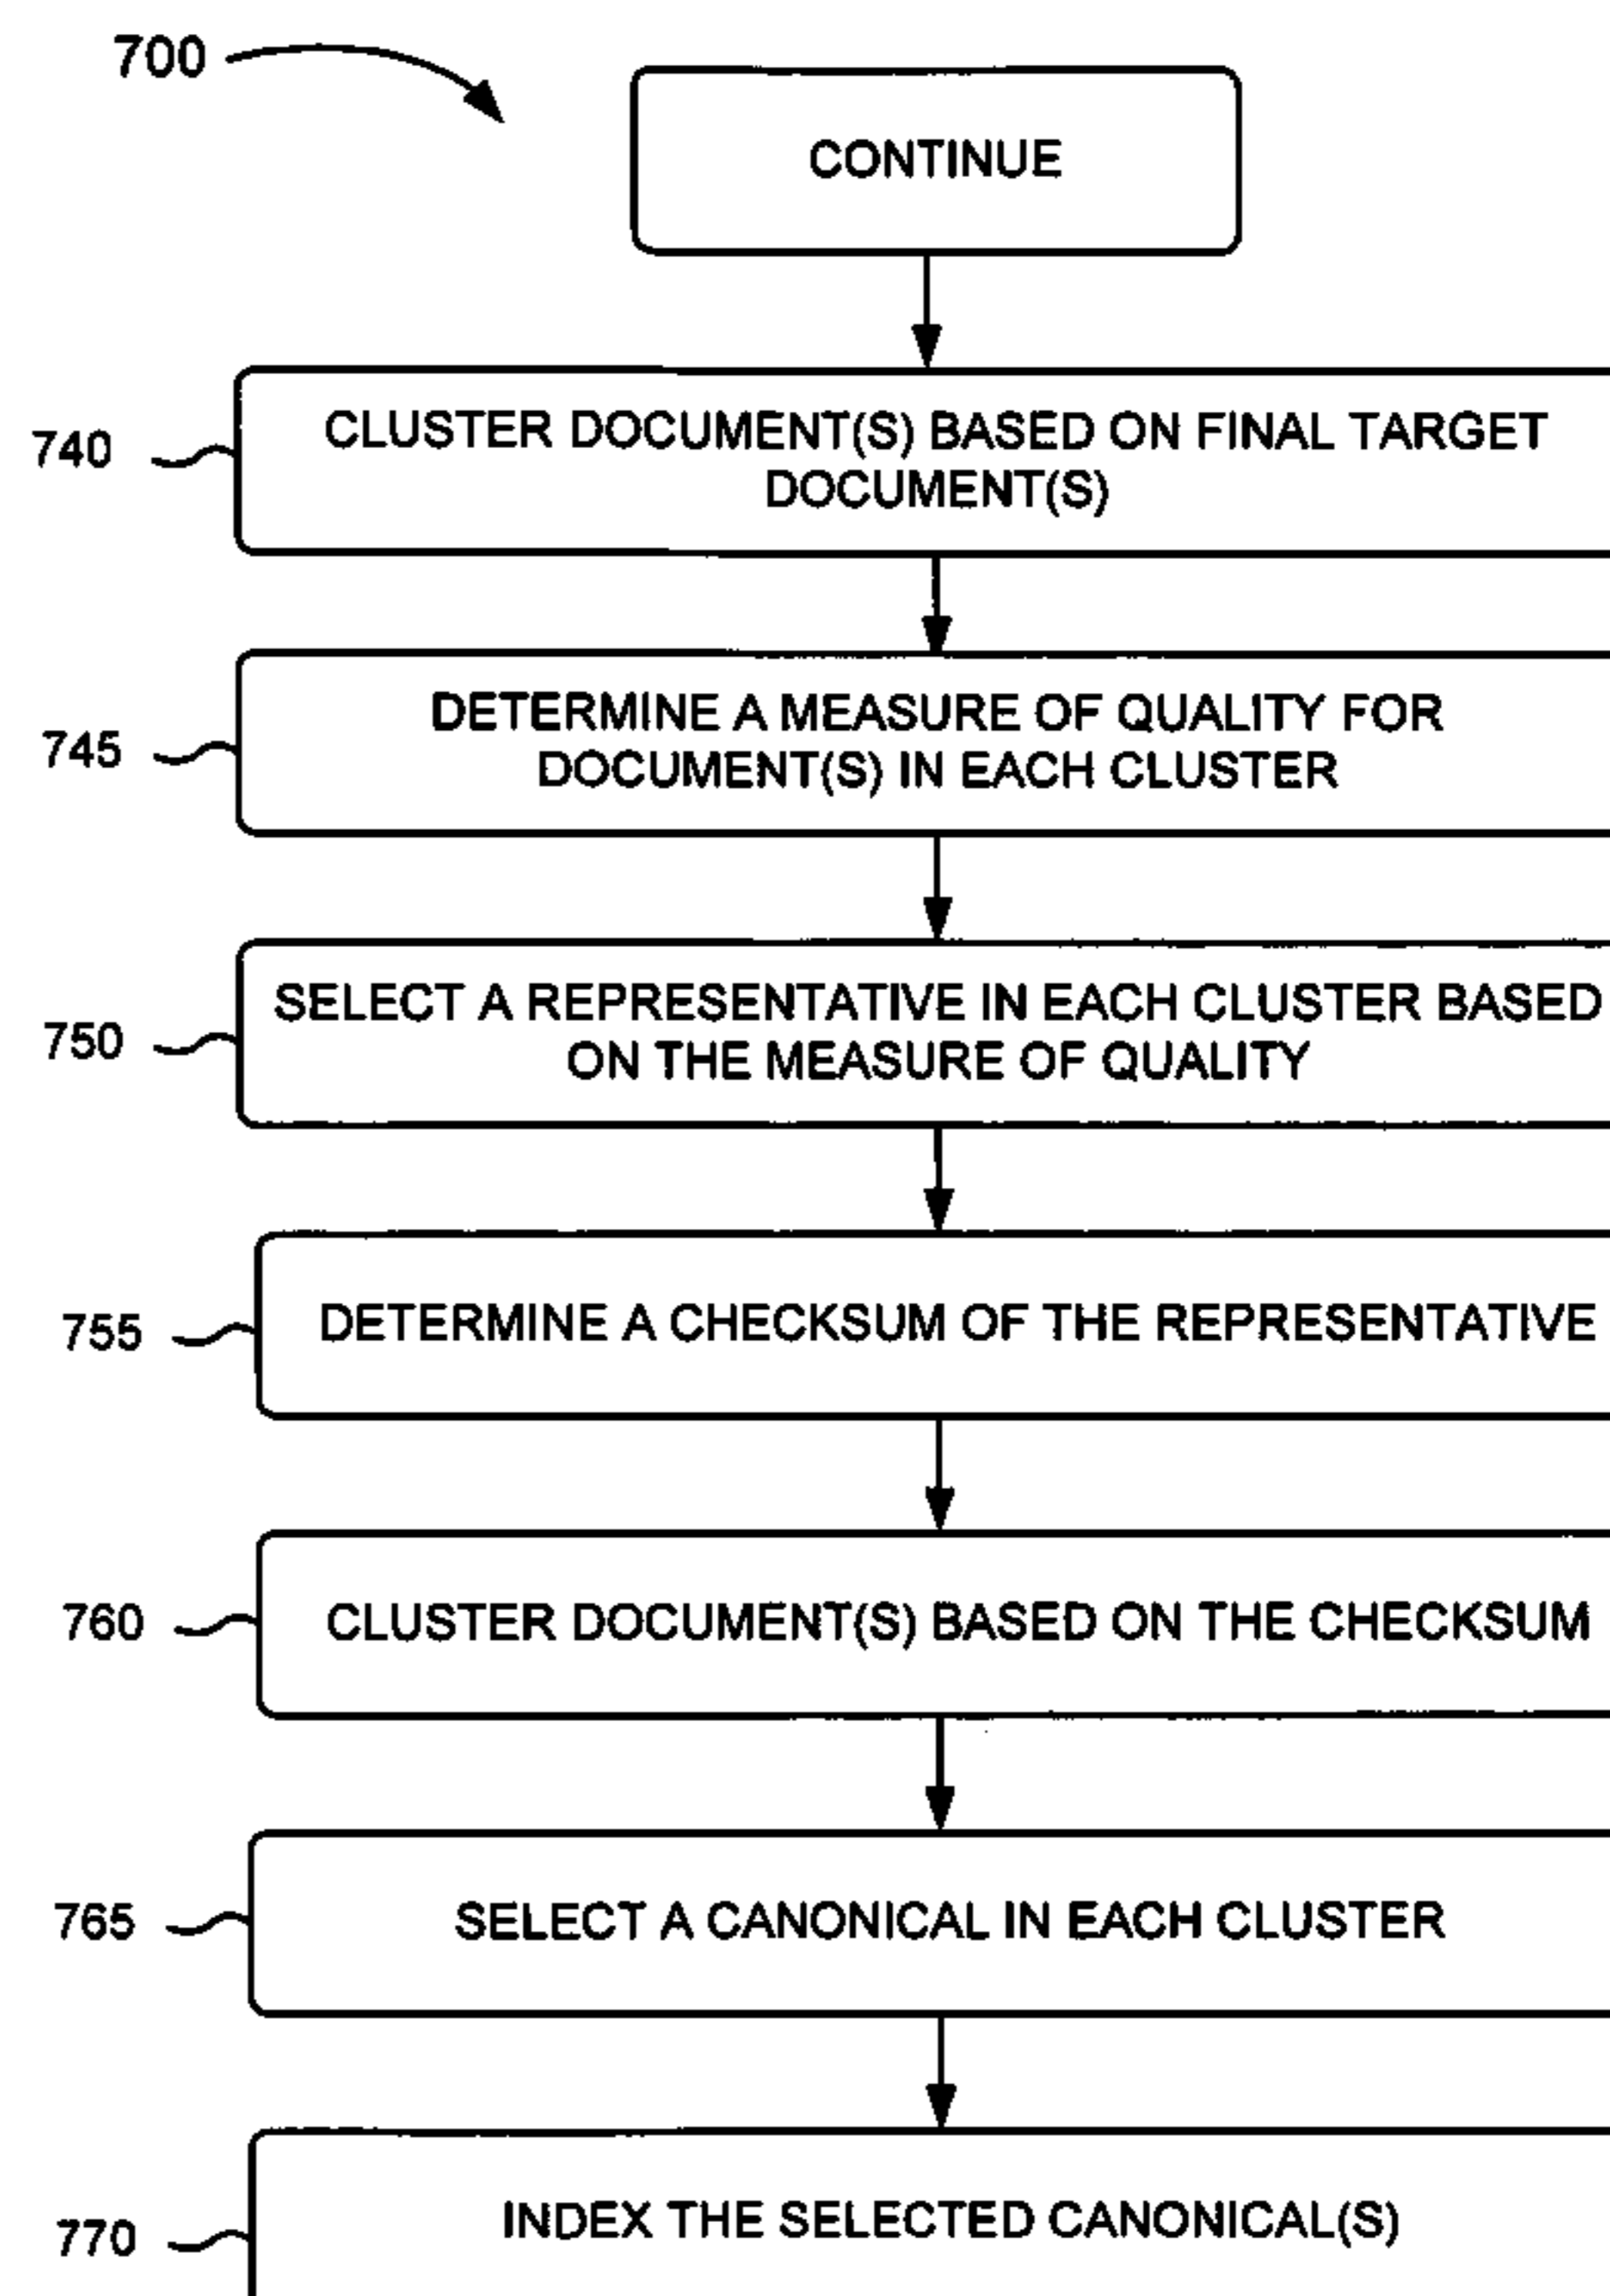 700
CONTINUE
740
CLUSTER DOCUMENT(S) BASED ON FINAL TARGET
DOCUMENT(S)
745
DETERMINE A MEASURE OF QUALITY FOR
DOCUMENT(S) IN EACH CLUSTER
750
SELECT A REPRESENTATIVE IN EACH CLUSTER BASED
ON THE MEASURE OF QUALITY
755
DETERMINE A CHECKSUM OF THE REPRESENTATIVE
760
CLUSTER DOCUMENT(S) BASED ON THE CHECKSUM
765
SELECT A CANONICAL IN EACH CLUSTER
770
INDEX THE SELECTED CANONICAL(S)